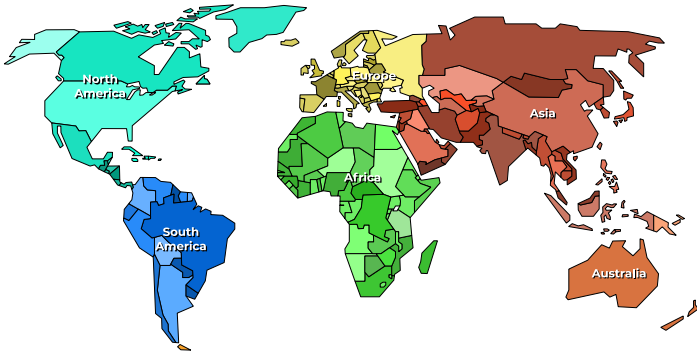 North
America
Europe
Asia
Africa
South
America
Australia